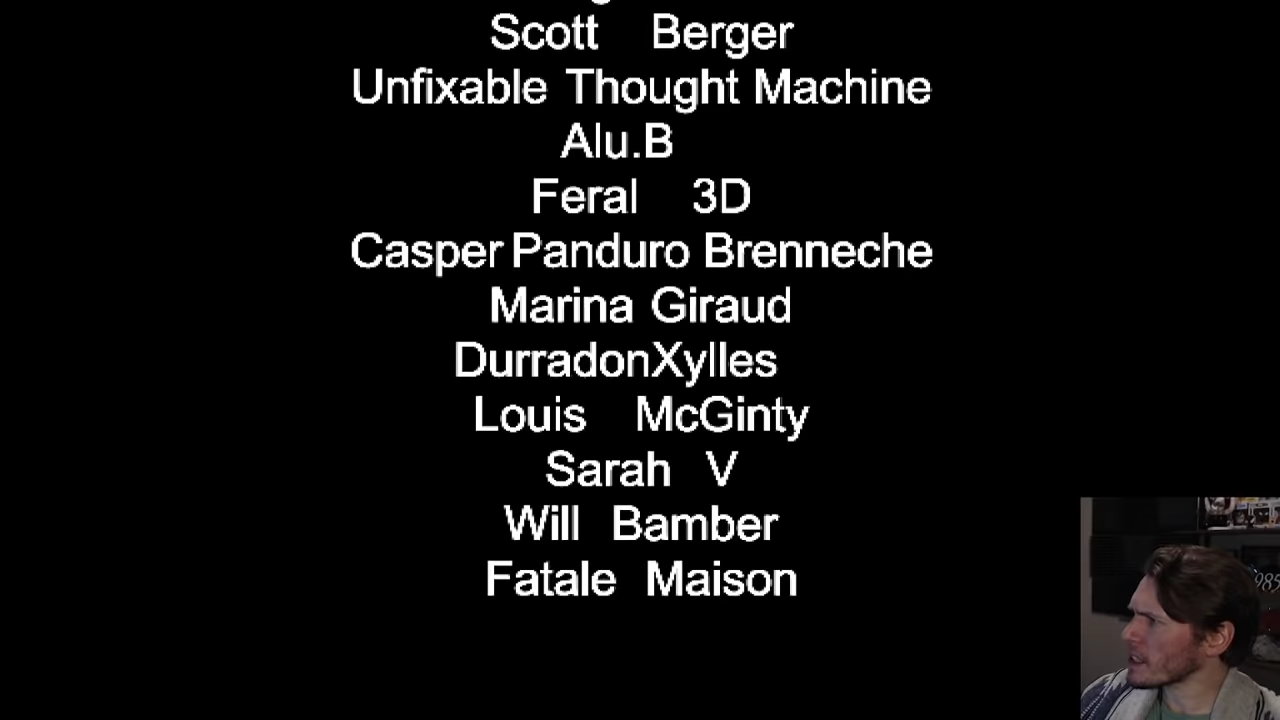 Scott Berger
Unfixable Thought Machine
Alu.B
Feral 3D
Casper Panduro Brenneche
Marina Giraud
DurradonXylles
Louis McGinty
Sarah V
Will Bamber
Fatale Maison
985